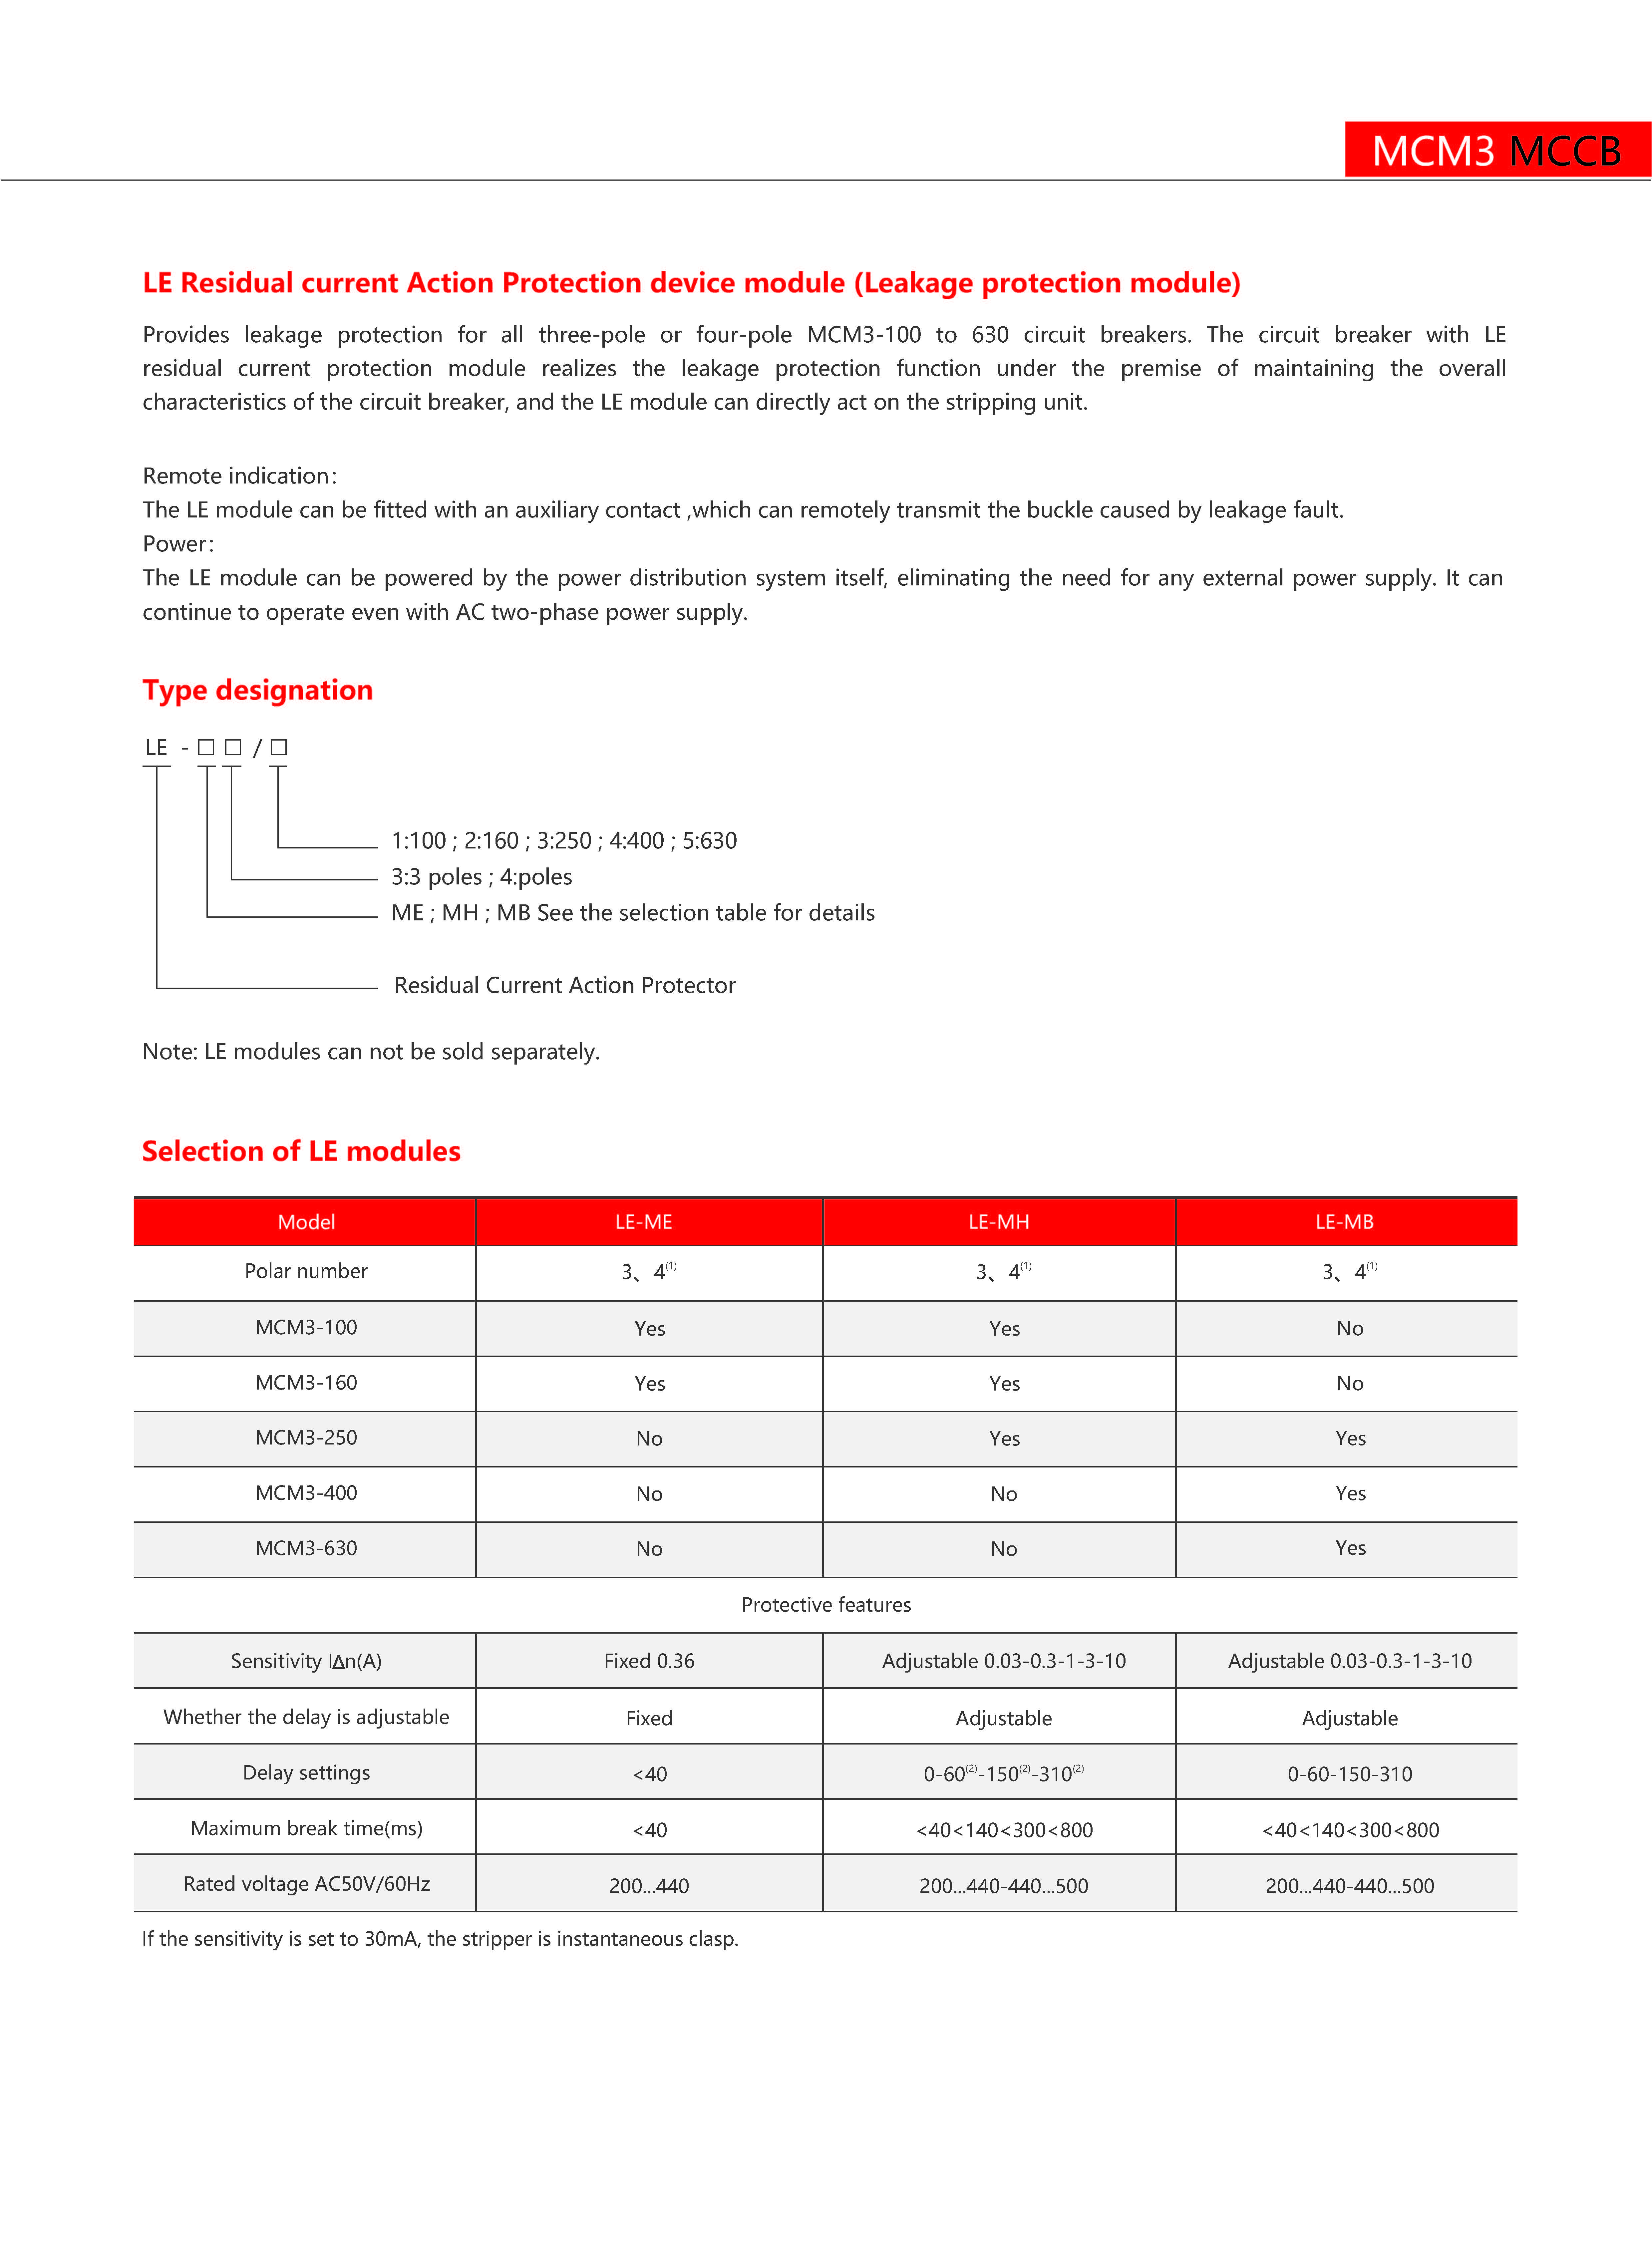 MCM3 MCCB
LE Residual current Action Protection device module (Leakage protection module)
Provides leakage protection for all three-pole or four-pole MCM3-100 to 630 circuit breakers. The circuit breaker with LE
residual current protection module realizes the leakage protection function under the premise of maintaining the overall
characteristics of the circuit breaker, and the LE module can directly act on the stripping unit.
Remote indication：
The LE module can be fitted with an auxiliary contact ,which can remotely transmit the buckle caused by leakage fault.
Power：
The LE module can be powered by the power distribution system itself, eliminating the need for any external power supply. It can
continue to operate even with AC two-phase power supply.
Type designation
LE - □ □ / □
1:100 ; 2:160 ; 3:250 ; 4:400 ; 5:630
3:3 poles ; 4:poles
ME ; MH ; MB See the selection table for details
Residual Current Action Protector
Note: LE modules can not be sold separately.
Selection of LE modules
Model LE-ME LE-MH LE-MB
Polar number 3、4(1) 3、4(1) 3、4(1)
MCM3-100 Yes Yes No
MCM3-160 Yes Yes No
MCM3-250 No Yes Yes
MCM3-400 No No Yes
MCM3-630 No No Yes
Protective features
Sensitivity IΔn(A) Fixed 0.36 Adjustable 0.03-0.3-1-3-10 Adjustable 0.03-0.3-1-3-10
Whether the delay is adjustable Fixed Adjustable Adjustable
Delay settings <40 0-60(2)-150(2)-310(2) 0-60-150-310
Maximum break time(ms) <40 <40<140<300<800 <40<140<300<800
Rated voltage AC50V/60Hz 200...440 200...440-440...500 200...440-440...500
If the sensitivity is set to 30mA, the stripper is instantaneous clasp.